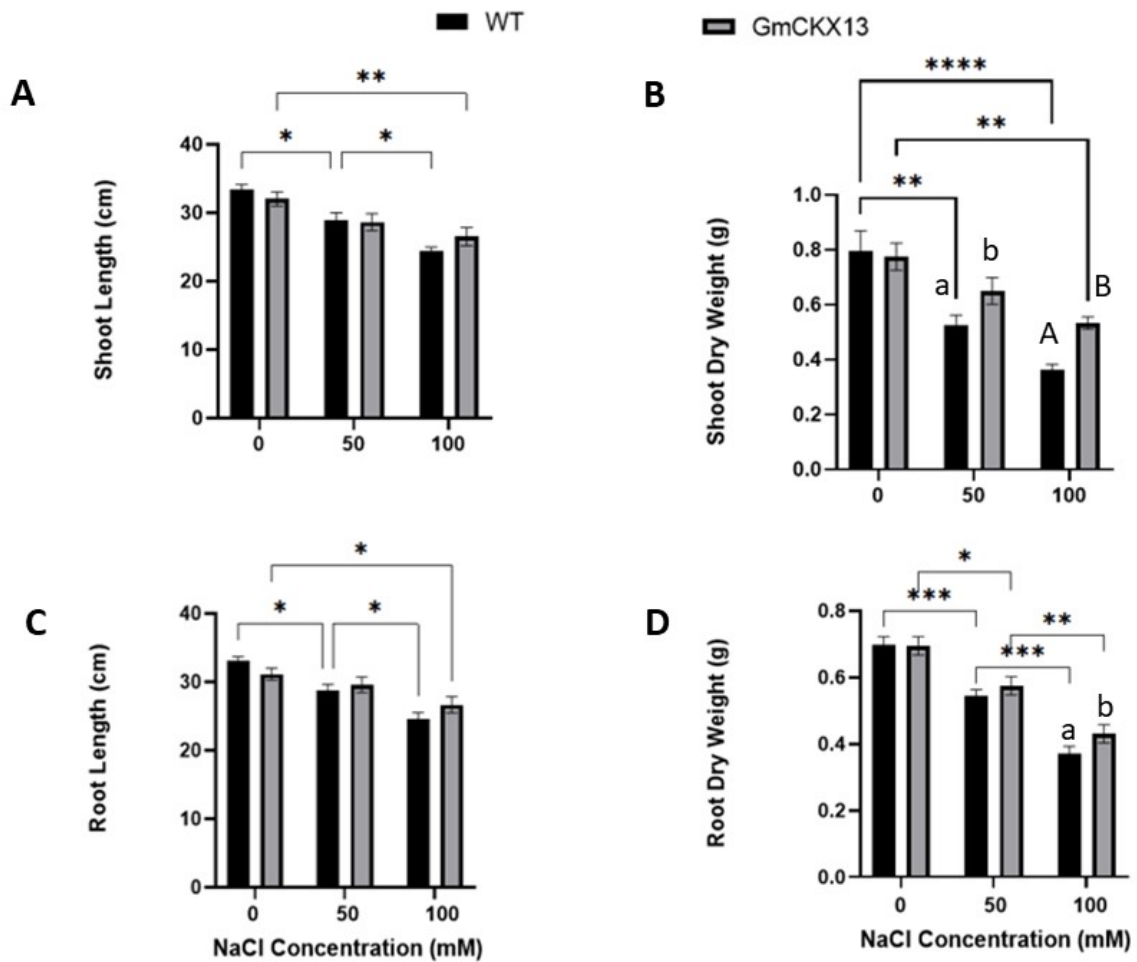 WT GmCKX13
A
Shoot Length (cm)
**
* *
40
30
20
10
0
0 50 100
B
Shoot Dry Weight (g)
****
**
**
1.0
0.8
0.6
0.4
0.2
0.0
a b A B
0 50 100
C
Root Length (cm)
*
* *
40
30
20
10
0
0 50 100
NaCl Concentration (mM)
D
Root Dry Weight (g)
*
***
**
***
0.8
0.6
0.4
0.2
0.0
a b
0 50 100
NaCl Concentration (mM)